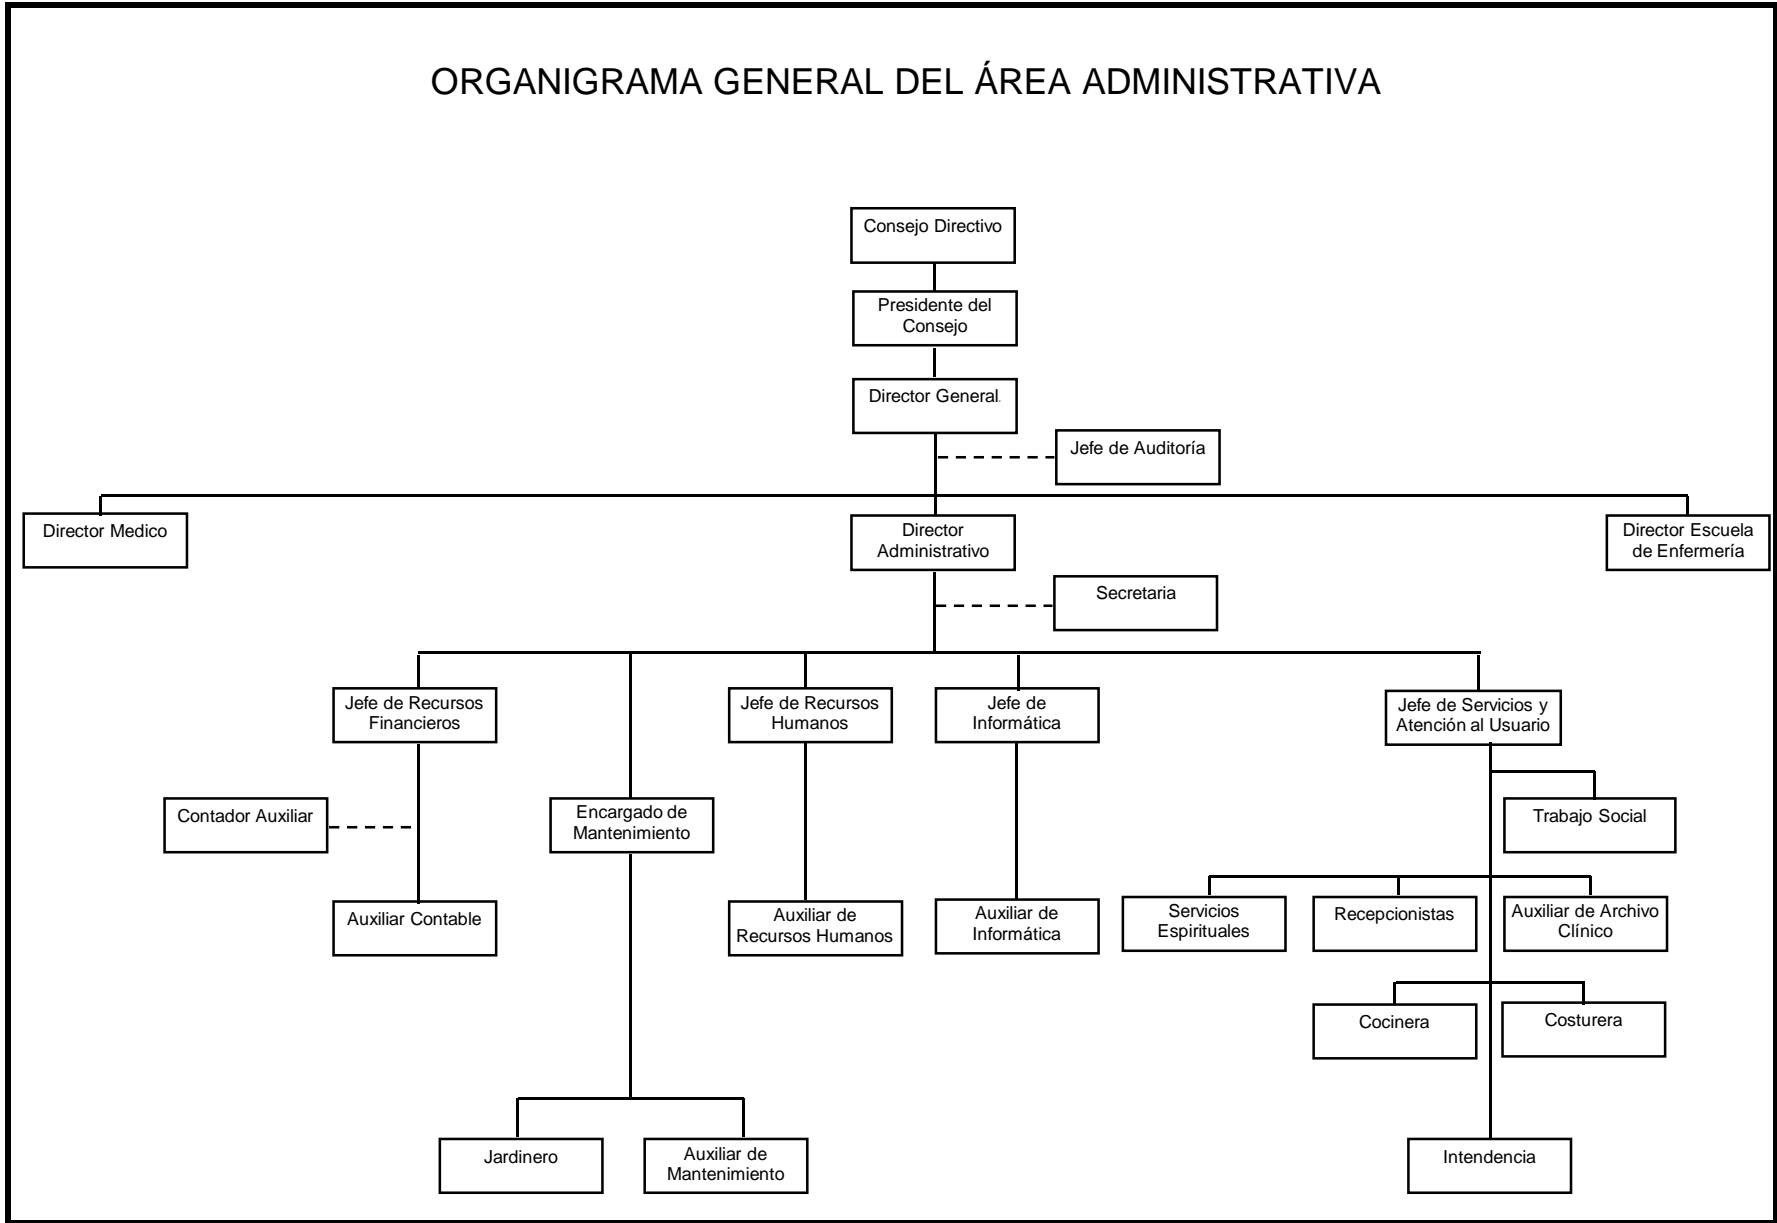 ORGANIGRAMA GENERAL DEL ÁREA ADMINISTRATIVA
Consejo Directivo
Presidente del
Consejo
Director General.
Jefe de Auditoría
Director Medico
Director
Administrativo
Director Escuela
de Enfermería
Secretaria
Jefe de Recursos
Financieros
Jefe de Recursos
Humanos
Jefe de
Informática
Jefe de Servicios y
Atención al Usuario
Contador Auxiliar
Encargado de
Mantenimiento
Trabajo Social
Auxiliar Contable
Auxiliar de
Recursos Humanos
Auxiliar de
Informática
Servicios
Espirituales
Recepcionistas
Auxiliar de Archivo
Clínico
Cocinera
Costurera
Jardinero
Auxiliar de
Mantenimiento
Intendencia